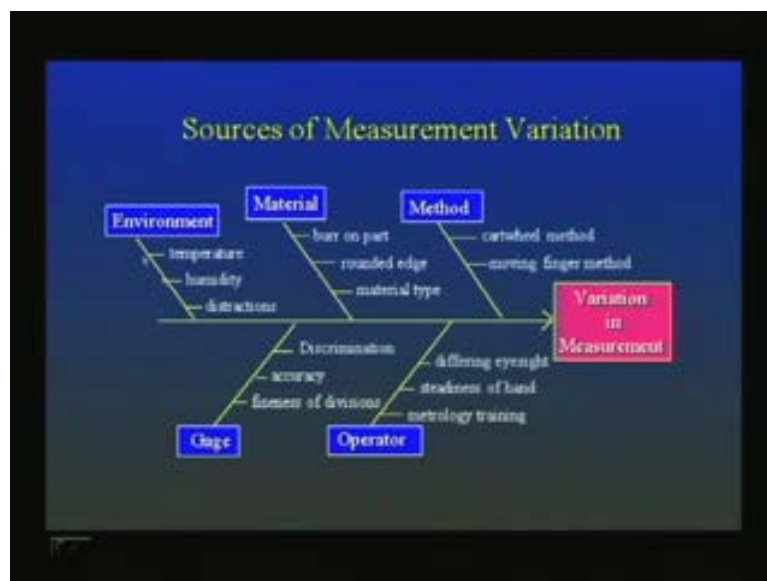 Sources of Measurement Variation
Environment
temperature
humidity
distractions
Material
burr on part
rounded edge
material type
Method
cartwheel method
moving finger method
Variation
in
Measurement
Discrimination
accuracy
fineness of divisions
Gage
differing eyesight
steadiness of hand
metrology training
Operator